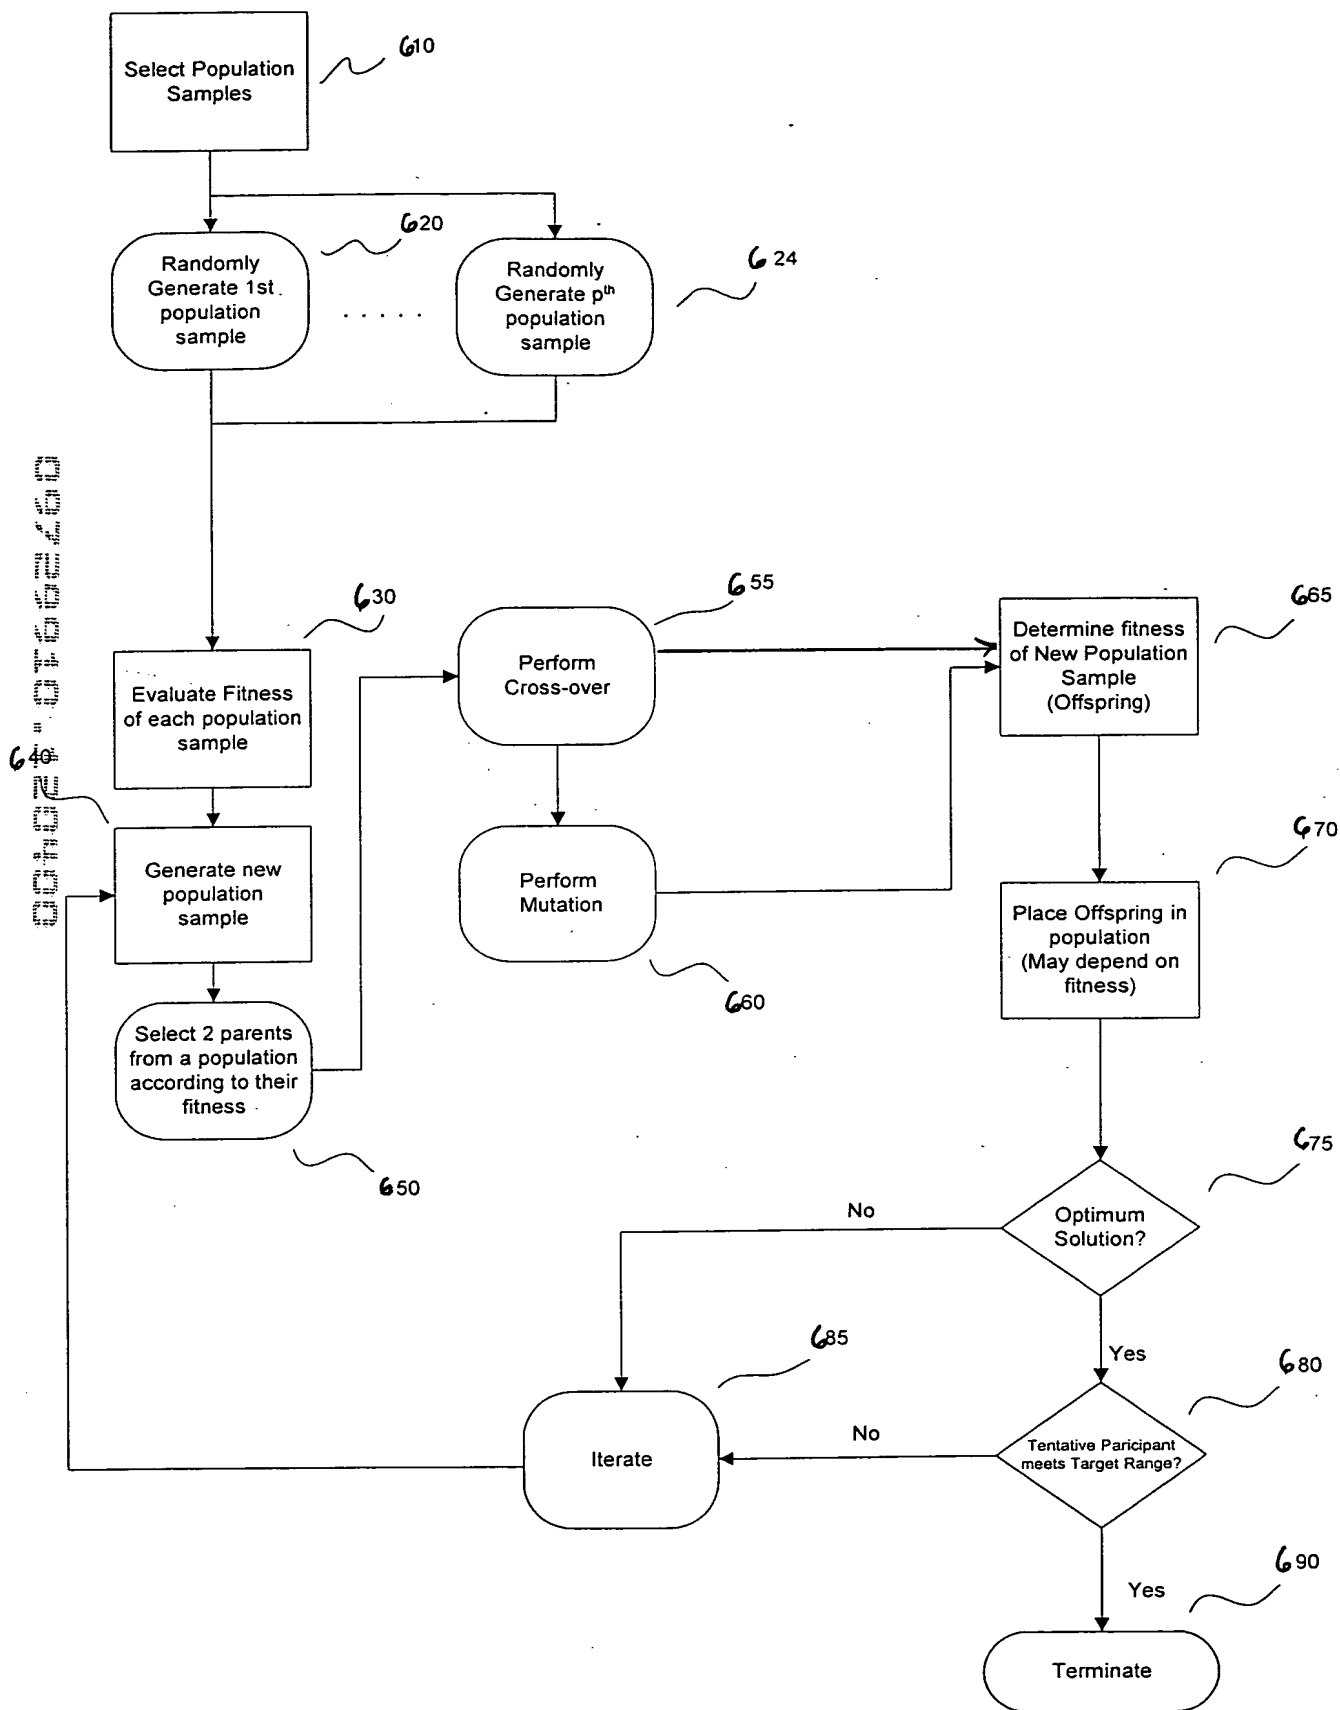 Select Population
Samples
610
Randomly
Generate 1st
population
sample
620
. . . . .
Randomly
Generate pth
population
sample
624
Evaluate Fitness
of each population
sample
630
640
Generate new
population
sample
Select 2 parents
from a population
according to their
fitness
650
Perform
Cross-over
655
Perform
Mutation
660
Determine fitness
of New Population
Sample
(Offspring)
665
Place Offspring in
population
(May depend on
fitness)
670
Optimum
Solution?
675
No
Yes
Tentative Paricipant
meets Target Range?
680
No
Iterate
685
Yes
Terminate
690